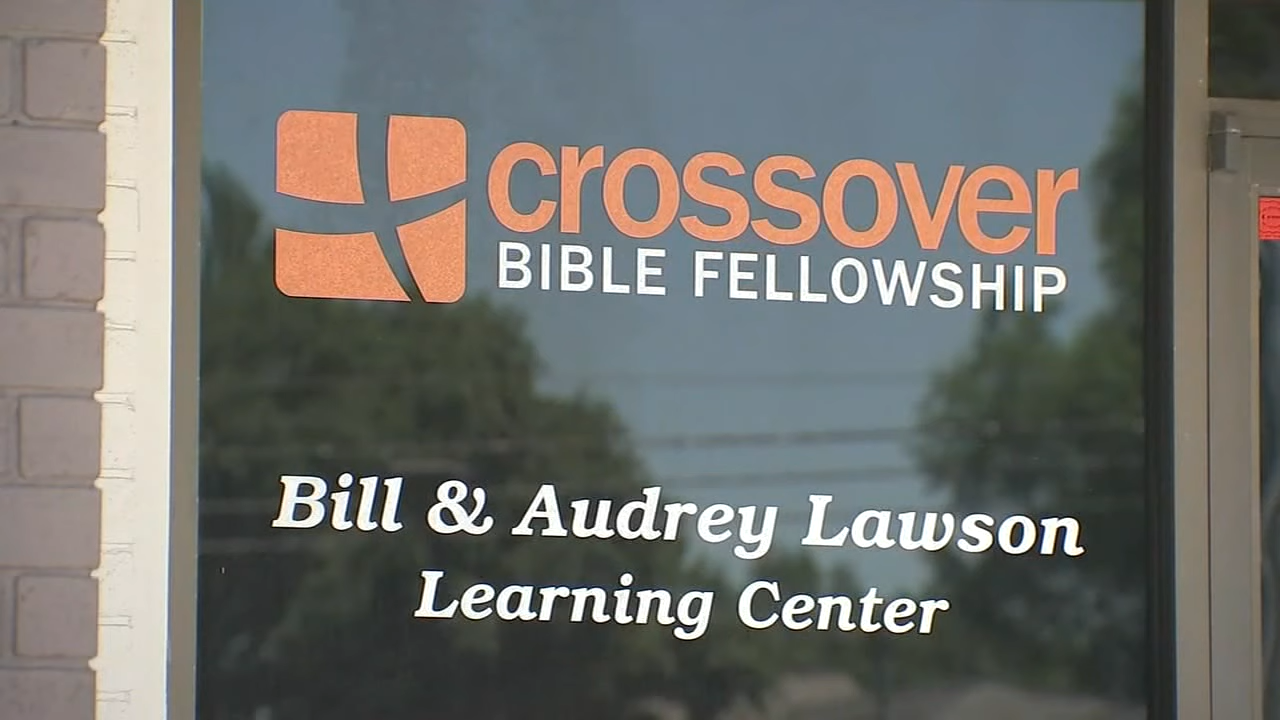 crossover
BIBLE FELLOWSHIP
Bill & Audrey Lawson
Learning Center